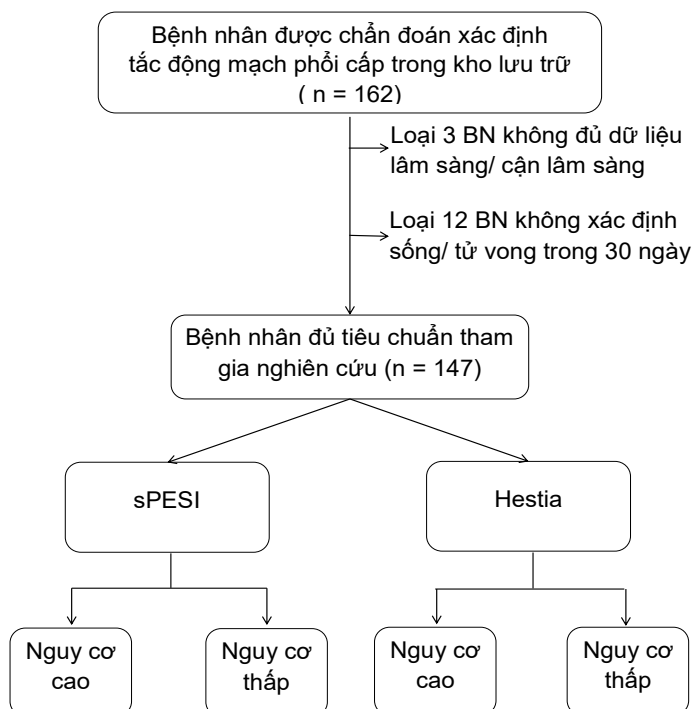 Bệnh nhân được chẩn đoán xác định
tắc động mạch phổi cấp trong kho lưu trữ
( n = 162)
Loại 3 BN không đủ dữ liệu
lâm sàng/ cận lâm sàng
Loại 12 BN không xác định
sống/ tử vong trong 30 ngày
Bệnh nhân đủ tiêu chuẩn tham
gia nghiên cứu (n = 147)
sPESI
Hestia
Nguy cơ
cao
Nguy cơ
thấp
Nguy cơ
cao
Nguy cơ
thấp